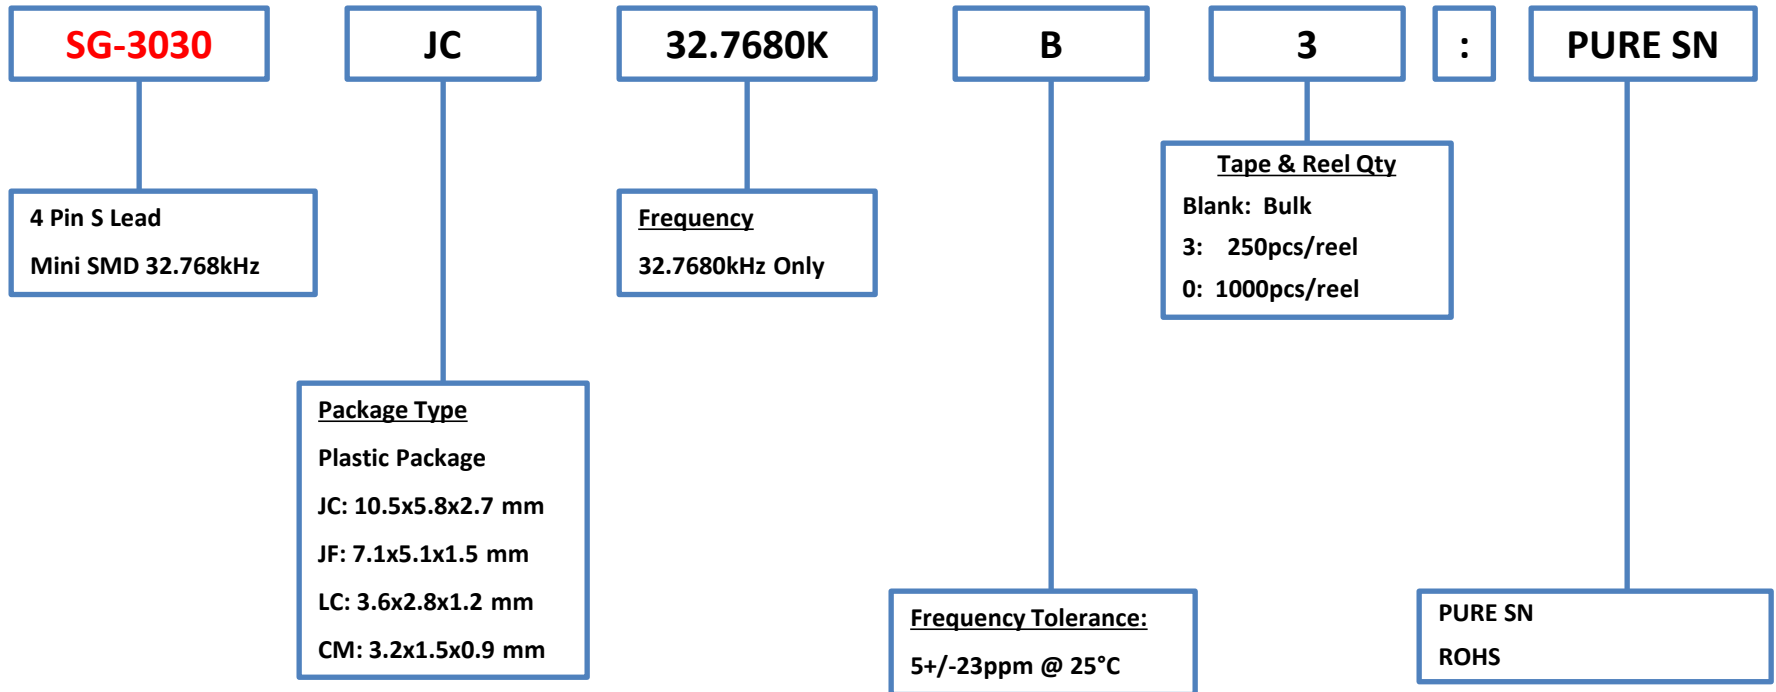 SG-3030
JC
32.7680K
B
3
:
PURE SN
4 Pin S Lead
Mini SMD 32.768kHz
Frequency
32.7680kHz Only
Tape & Reel Qty
Blank: Bulk
3: 250pcs/reel
0: 1000pcs/reel
Package Type
Plastic Package
JC: 10.5x5.8x2.7 mm
JF: 7.1x5.1x1.5 mm
LC: 3.6x2.8x1.2 mm
CM: 3.2x1.5x0.9 mm
Frequency Tolerance:
5+/-23ppm @ 25°C
PURE SN
ROHS